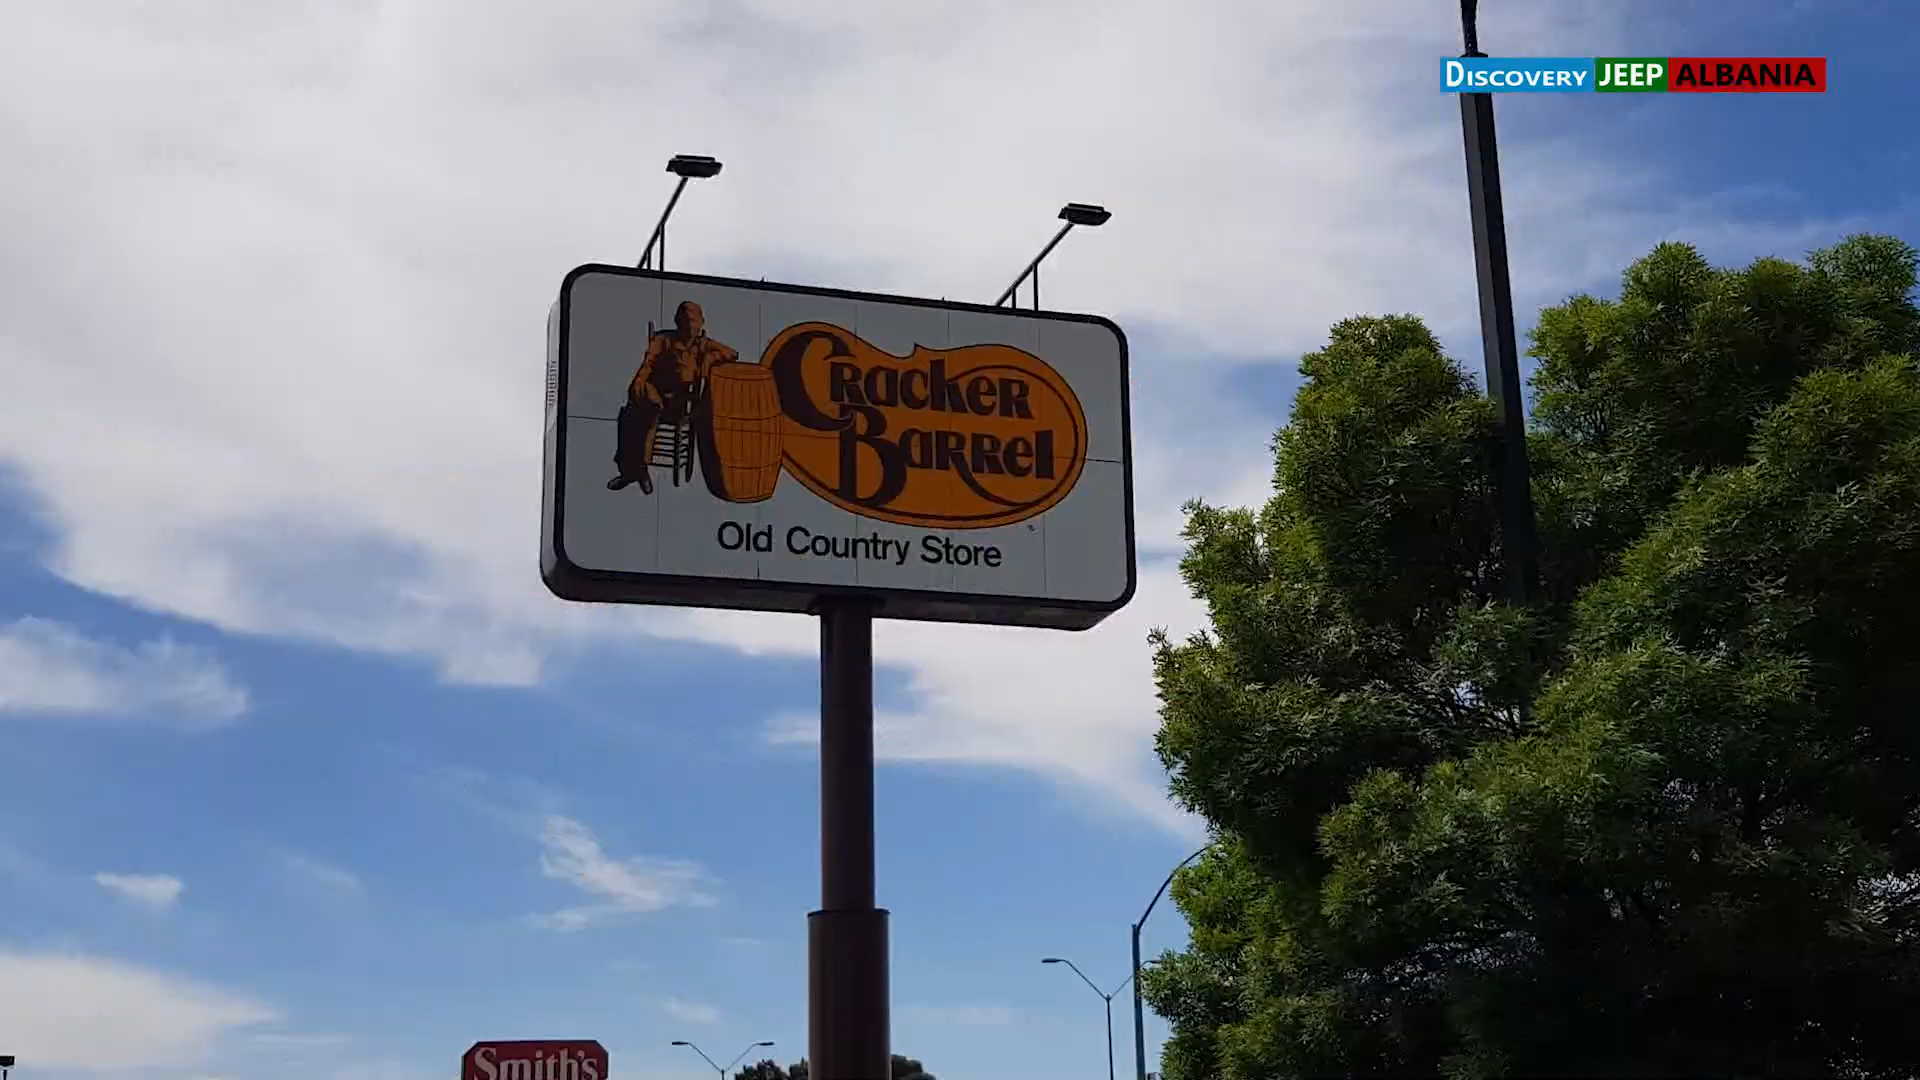 Discovery JEEP ALBANIA
Cracker
Barrel
Old Country Store
Smith's